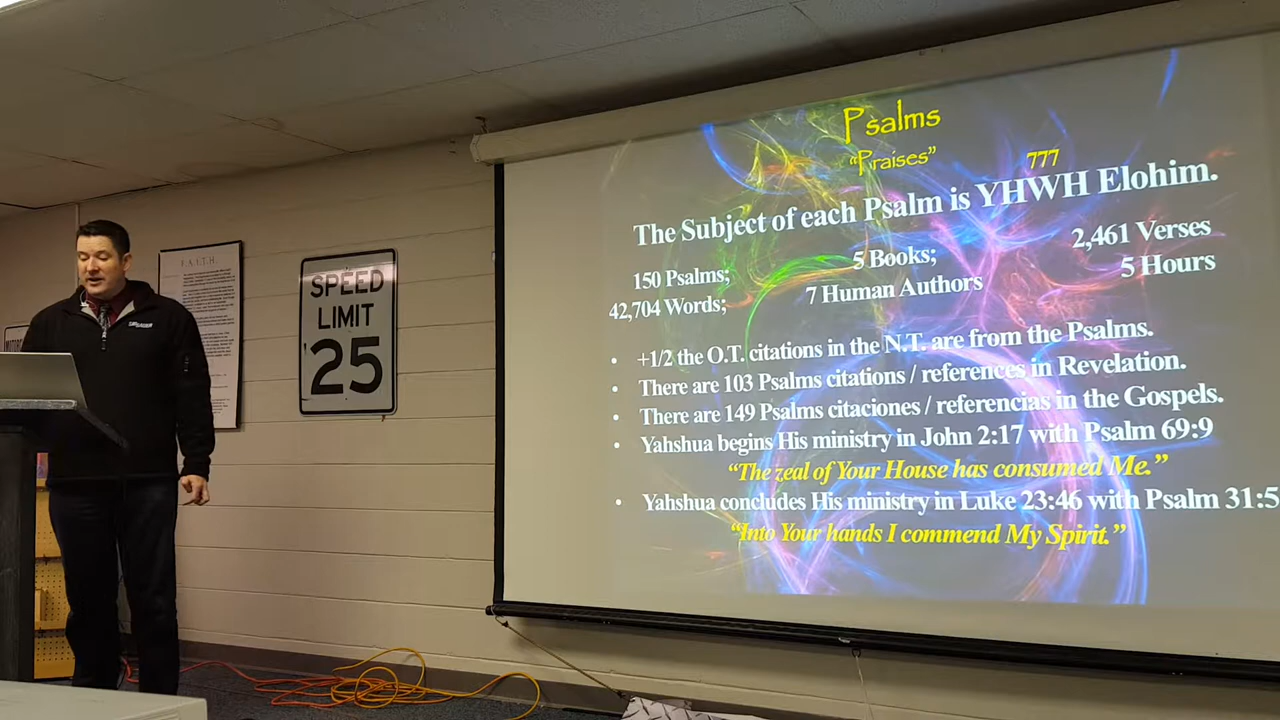 Psalms
"Praises"
777
The Subject of each Psalm is YHWH Elohim.
150 Psalms;
5 Books;
2,461 Verses
42,704 Words;
7 Human Authors
5 Hours
• +1/2 the O.T. citations in the N.T. are from the Psalms.
• There are 103 Psalms citations / references in Revelation.
• There are 149 Psalms citaciones / referencias in the Gospels.
• Yahshua begins His ministry in John 2:17 with Psalm 69:9
"The zeal of Your House has consumed Me."
• Yahshua concludes His ministry in Luke 23:46 with Psalm 31:5
"Into Your hands I commend My Spirit."
F.A.I.T.H.
SPEED
LIMIT
25